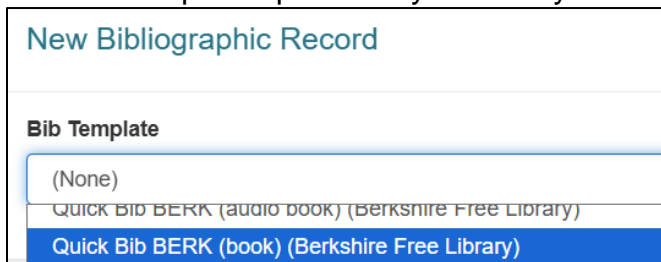 New Bibliographic Record
Bib Template
(None)
Quick Bib BERK (audio book) (Berkshire Free Library)
Quick Bib BERK (book) (Berkshire Free Library)